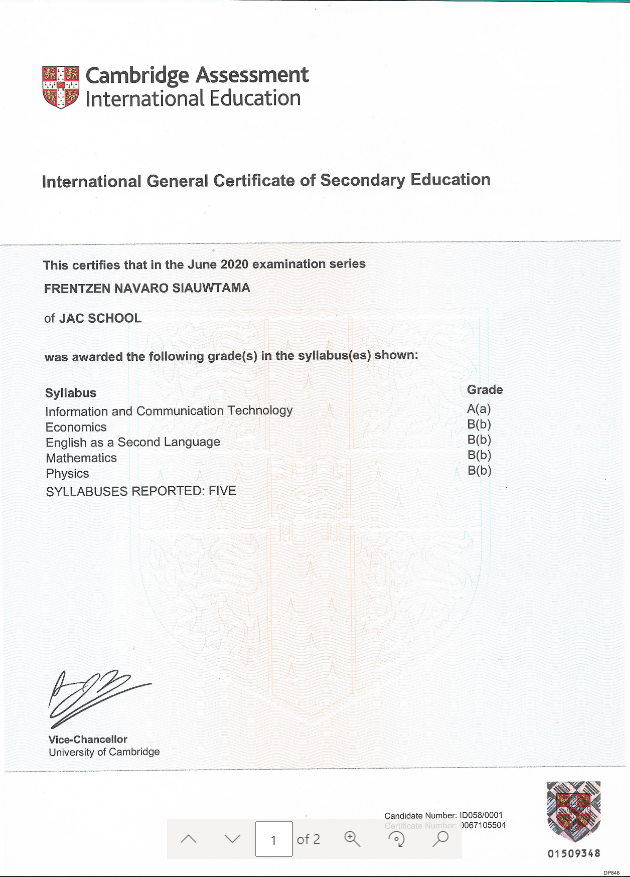 Cambridge Assessment
International Education
International General Certificate of Secondary Education
This certifies that in the June 2020 examination series
FRENTZEN NAVARO SIAUWTAMA
of JAC SCHOOL
was awarded the following grade(s) in the syllabus(es) shown:
Syllabus Grade
Information and Communication Technology A(a)
Economics B(b)
English as a Second Language B(b)
Mathematics B(b)
Physics B(b)
SYLLABUSES REPORTED: FIVE
Vice-Chancellor
University of Cambridge
Candidate Number: ID058/0001
Certificate Number: 0067105504
1 of 2
01509348
DP848